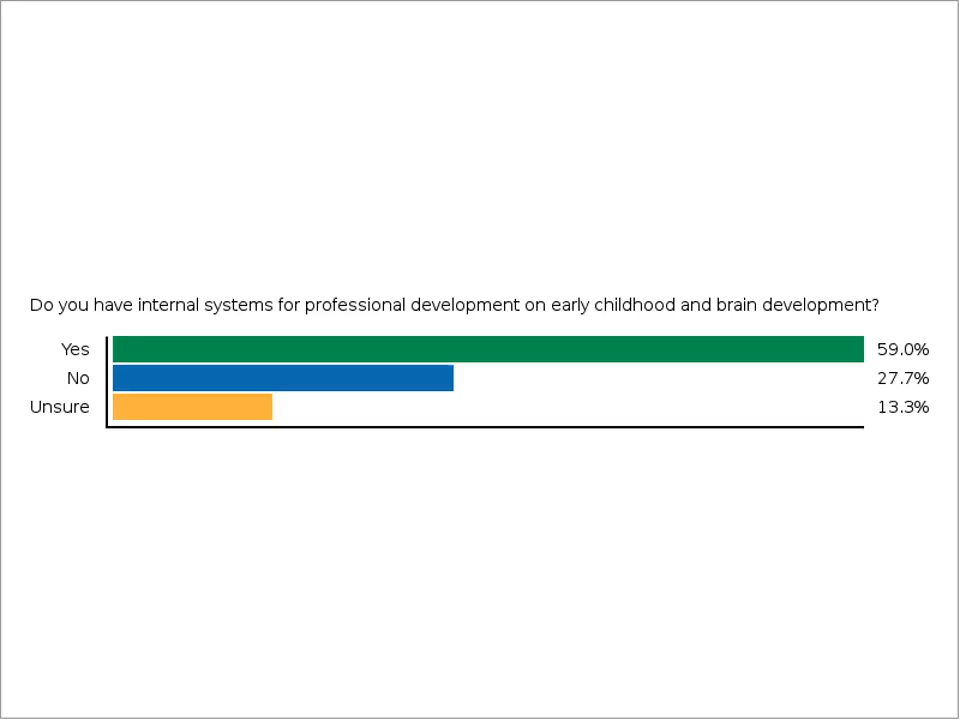 Do you have internal systems for professional development on early childhood and brain development?
Yes 59.0%
No 27.7%
Unsure 13.3%